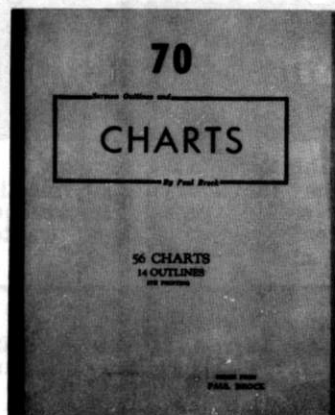 70
Sermon Outlines and
CHARTS
By Paul Brock
56 CHARTS
14 OUTLINES
PAUL BROCK